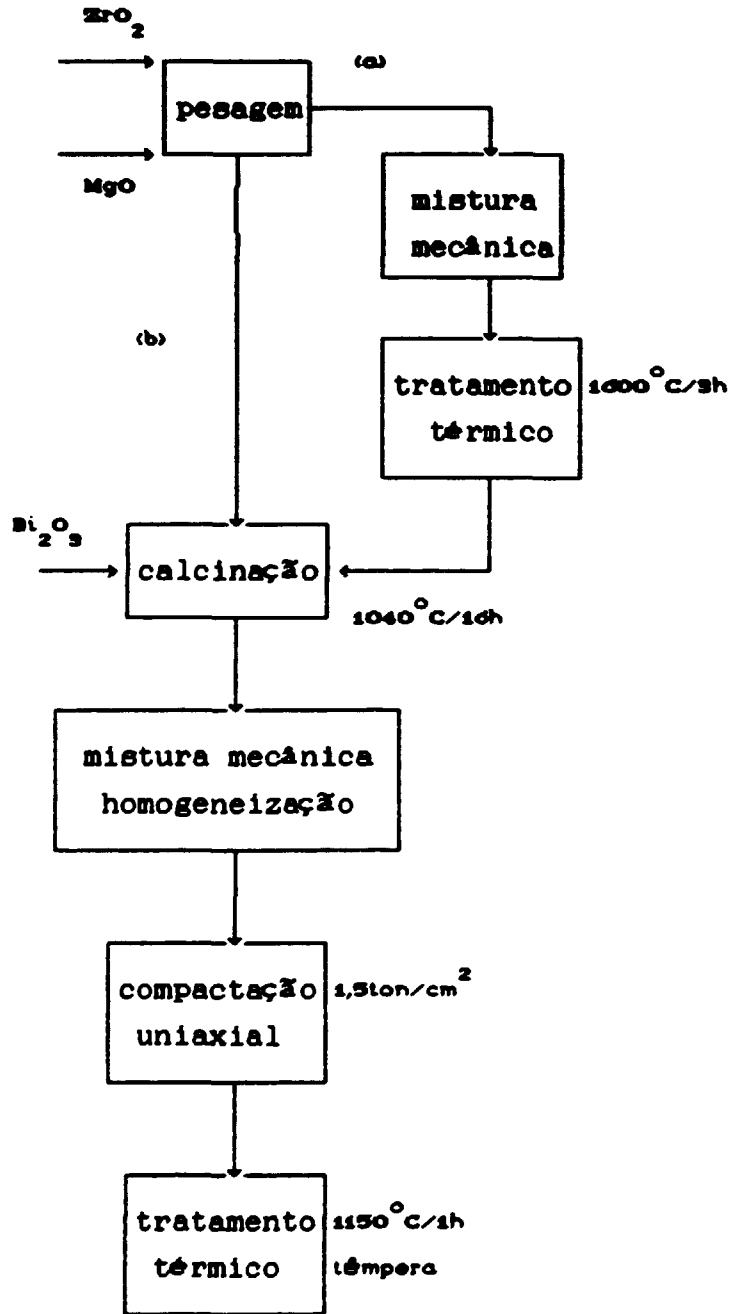 ZrO2
(a)
pesagem
MgO
mistura
mecânica
(b)
tratamento
térmico
1600°C/3h
Bi2O3
calcinação
1040°C/16h
mistura mecânica
homogeneização
compactação
uniaxial
1,5ton/cm2
tratamento
térmico
1150°C/1h
têmpera